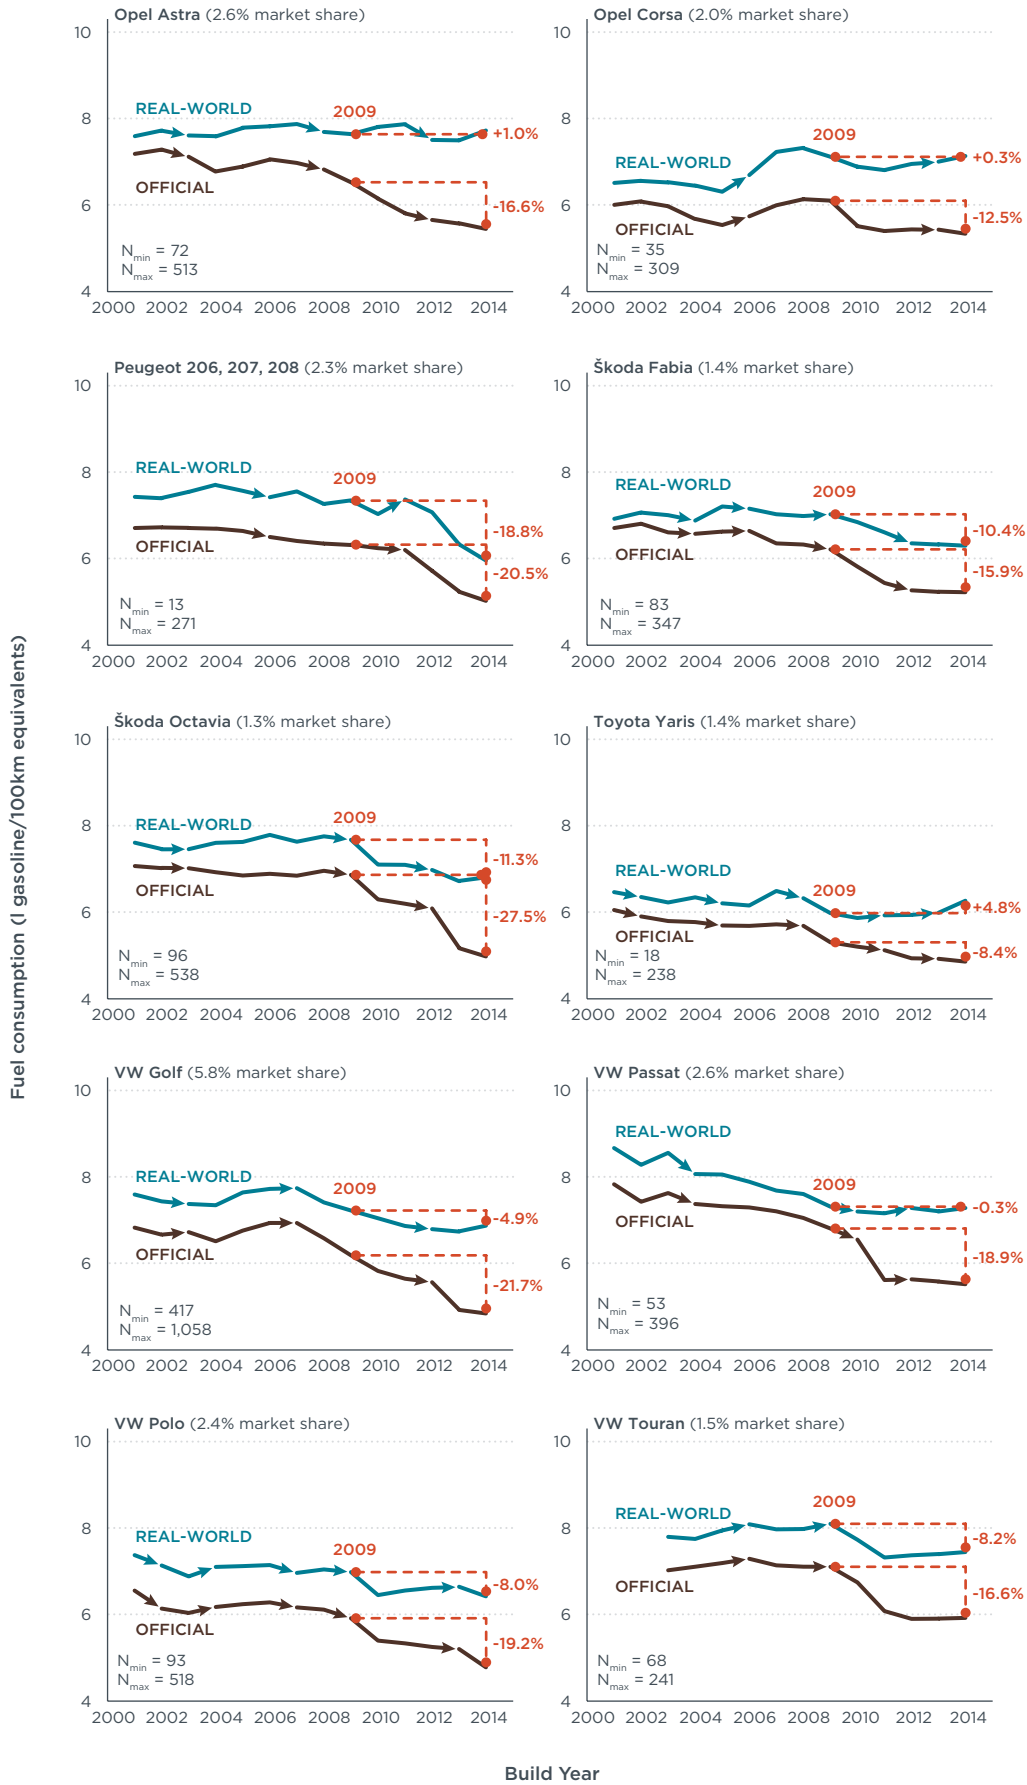 Fuel consumption (l gasoline/100km equivalents)
Opel Astra (2.6% market share)
10
8
6
4
REAL-WORLD
2009
+1.0%
OFFICIAL
-16.6%
Nmin = 72
Nmax = 513
2000 2002 2004 2006 2008 2010 2012 2014
Opel Corsa (2.0% market share)
10
8
6
4
2009
REAL-WORLD
+0.3%
OFFICIAL
-12.5%
Nmin = 35
Nmax = 309
2000 2002 2004 2006 2008 2010 2012 2014
Peugeot 206, 207, 208 (2.3% market share)
10
8
6
4
REAL-WORLD
2009
-18.8%
OFFICIAL
-20.5%
Nmin = 13
Nmax = 271
2000 2002 2004 2006 2008 2010 2012 2014
Škoda Fabia (1.4% market share)
10
8
6
4
REAL-WORLD
2009
-10.4%
OFFICIAL
-15.9%
Nmin = 83
Nmax = 347
2000 2002 2004 2006 2008 2010 2012 2014
Škoda Octavia (1.3% market share)
10
8
6
4
REAL-WORLD
2009
-11.3%
OFFICIAL
-27.5%
Nmin = 96
Nmax = 538
2000 2002 2004 2006 2008 2010 2012 2014
Toyota Yaris (1.4% market share)
10
8
6
4
REAL-WORLD
2009
+4.8%
OFFICIAL
-8.4%
Nmin = 18
Nmax = 238
2000 2002 2004 2006 2008 2010 2012 2014
VW Golf (5.8% market share)
10
8
6
4
REAL-WORLD
2009
-4.9%
OFFICIAL
-21.7%
Nmin = 417
Nmax = 1,058
2000 2002 2004 2006 2008 2010 2012 2014
VW Passat (2.6% market share)
10
8
6
4
REAL-WORLD
2009
-0.3%
OFFICIAL
-18.9%
Nmin = 53
Nmax = 396
2000 2002 2004 2006 2008 2010 2012 2014
VW Polo (2.4% market share)
10
8
6
4
REAL-WORLD
2009
-8.0%
OFFICIAL
-19.2%
Nmin = 93
Nmax = 518
2000 2002 2004 2006 2008 2010 2012 2014
VW Touran (1.5% market share)
10
8
6
4
2009
REAL-WORLD
-8.2%
OFFICIAL
-16.6%
Nmin = 68
Nmax = 241
2000 2002 2004 2006 2008 2010 2012 2014
Build Year